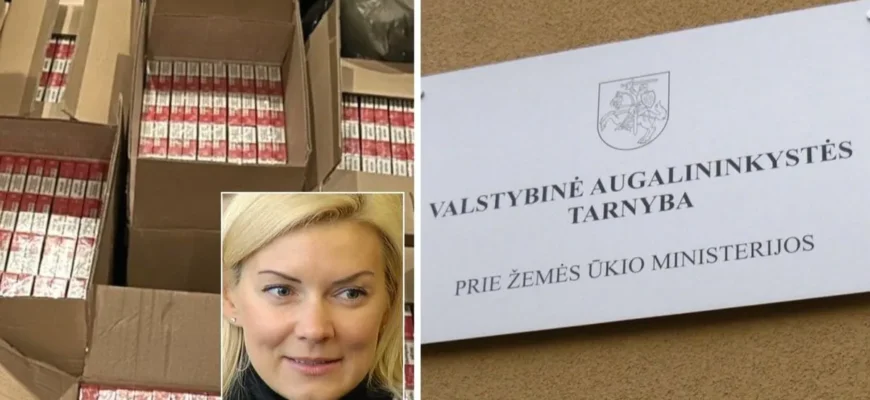 VALSTYBINĖ AUGALININKYSTĖS
TARNYBA
PRIE ŽEMĖS ŪKIO MINISTERIJOS